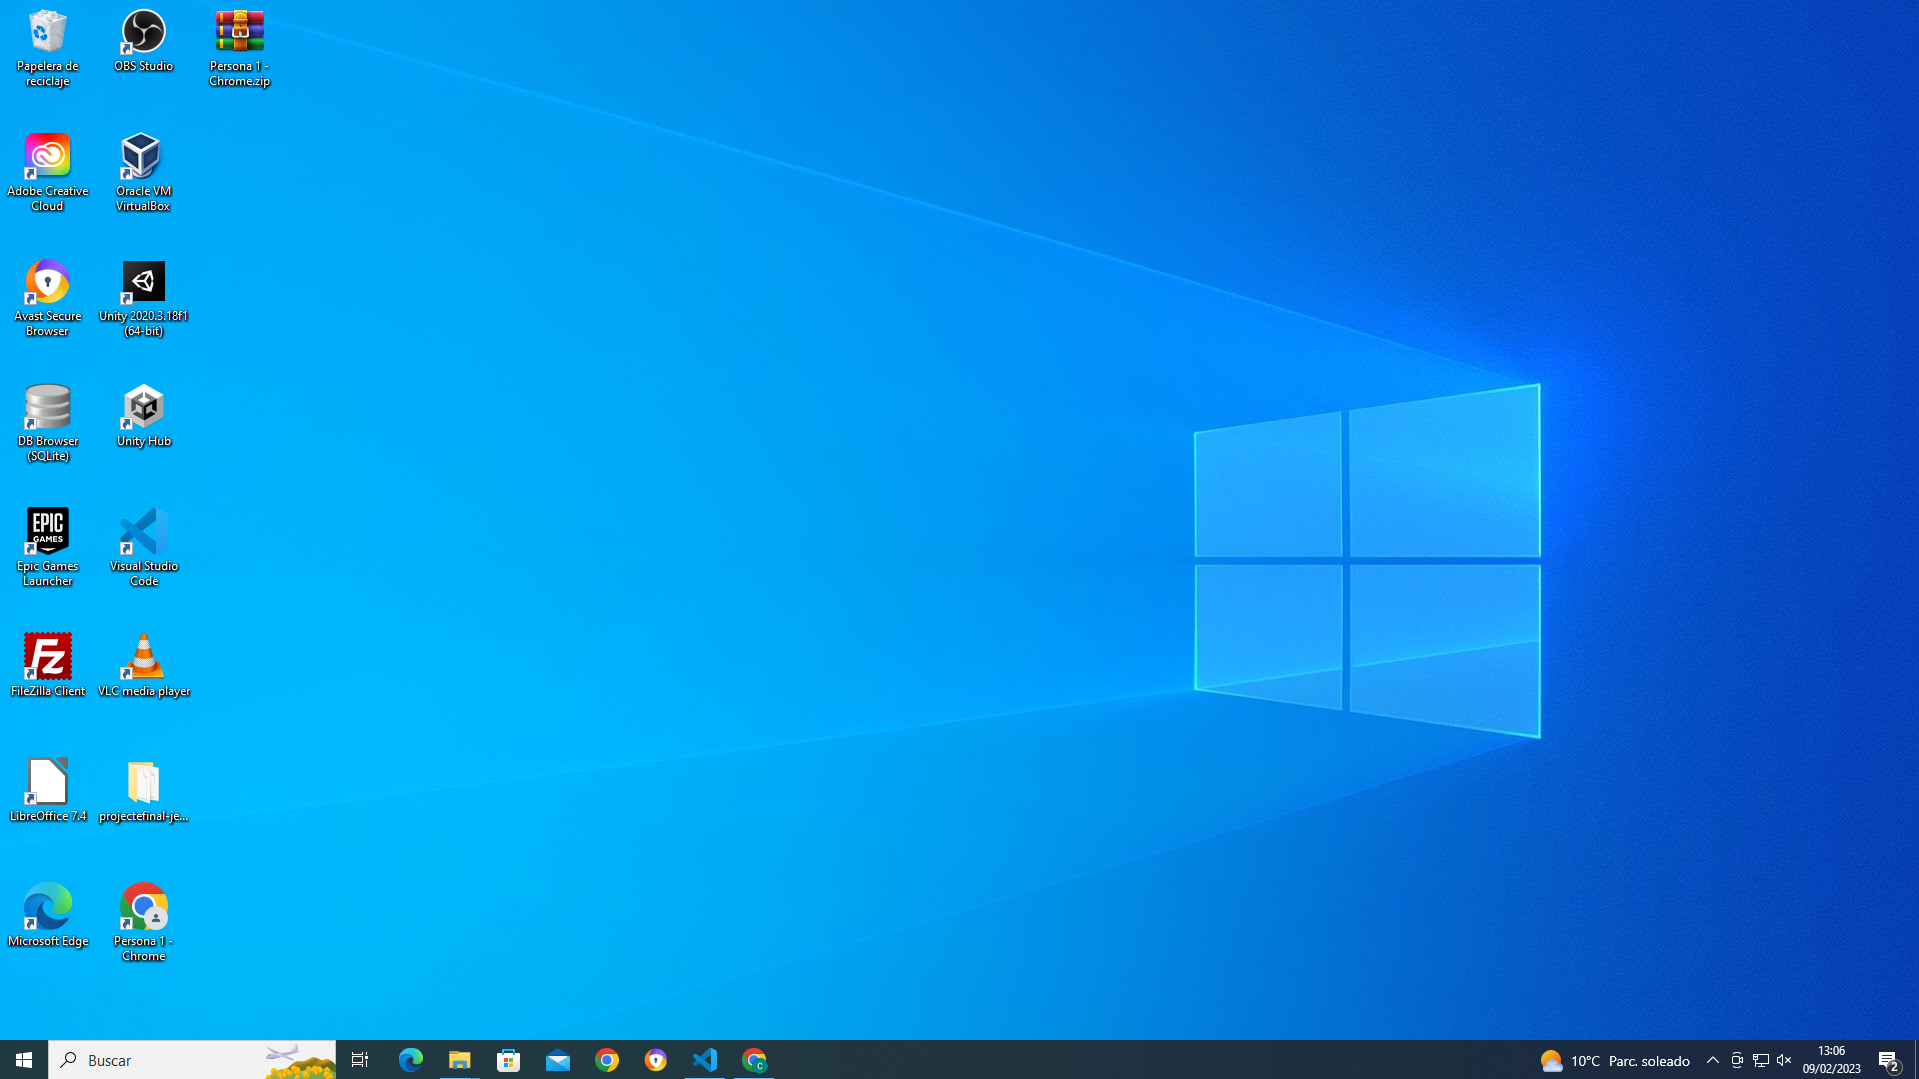 Papelera de
reciclaje
OBS Studio
Persona 1 -
Chrome.zip
Adobe Creative
Cloud
Oracle VM
VirtualBox
Avast Secure
Browser
Unity 2020.3.18f1
(64-bit)
DB Browser
(SQLite)
Unity Hub
EPIC
GAMES
Epic Games
Launcher
Visual Studio
Code
Fz
FileZilla Client
VLC media player
LibreOffice 7.4
projectefinal-je...
Microsoft Edge
Persona 1 -
Chrome
Buscar
C
10°C Parc. soleado
13:06
09/02/2023
2